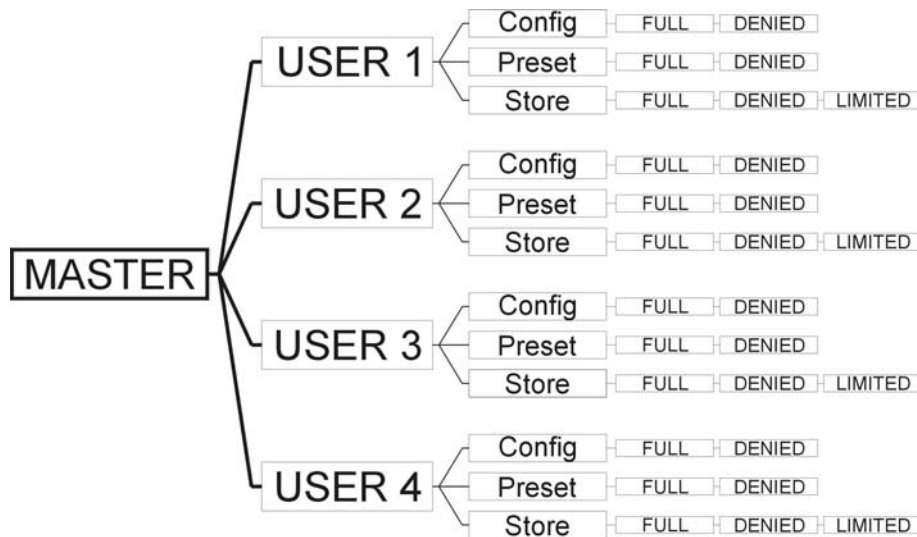 Config FULL DENIED
USER 1 Preset FULL DENIED
Store FULL DENIED LIMITED
Config FULL DENIED
USER 2 Preset FULL DENIED
Store FULL DENIED LIMITED
MASTER
Config FULL DENIED
USER 3 Preset FULL DENIED
Store FULL DENIED LIMITED
Config FULL DENIED
USER 4 Preset FULL DENIED
Store FULL DENIED LIMITED